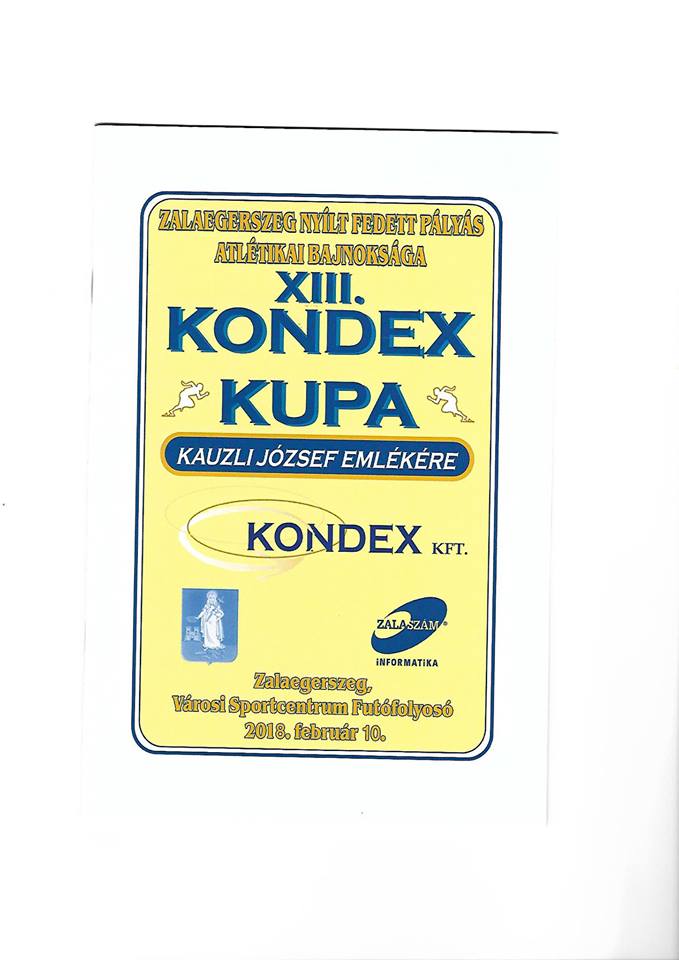 ZALAEGERSZEG NYÍLT FEDETT PÁLYÁS
ATLÉTIKAI BAJNOKSÁGA
XIII.
KONDEX
KUPA
KAUZLI JÓZSEF EMLÉKÉRE
KONDEX KFT.
ZALASZÁM®
INFORMATIKA
Zalaegerszeg,
Városi Sportcentrum Futófolyosó
2018. február 10.